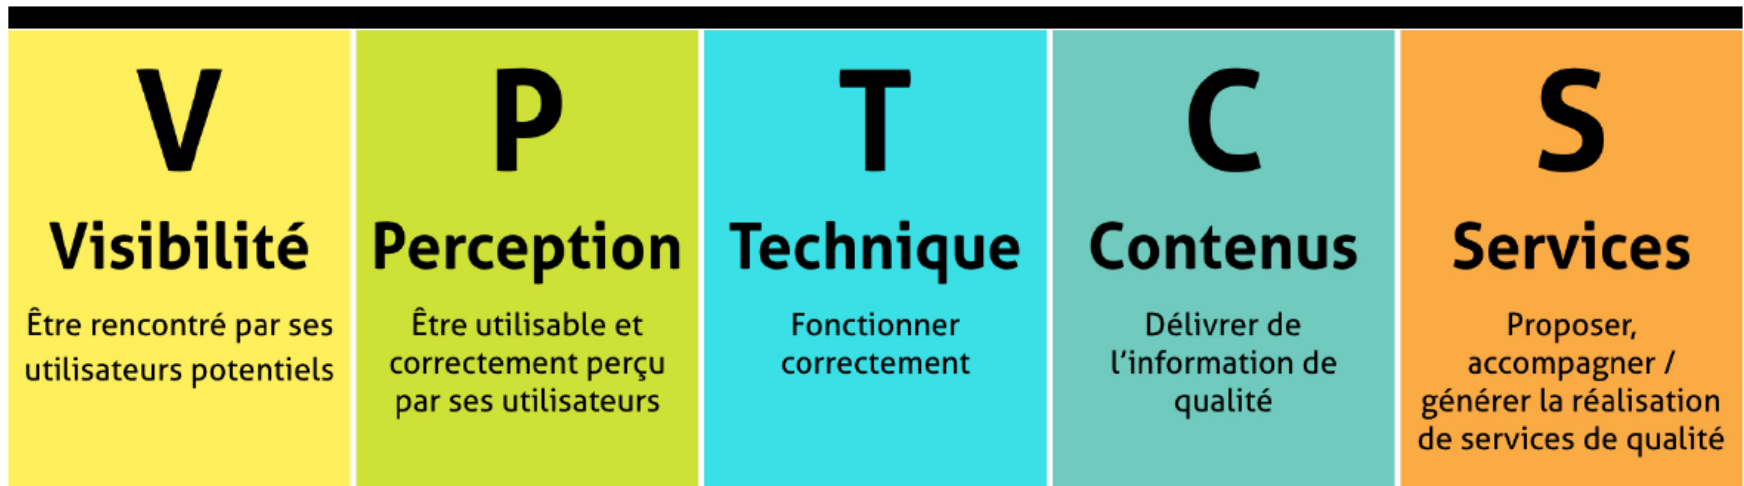 V
Visibilité
Être rencontré par ses
utilisateurs potentiels
P
Perception
Être utilisable et
correctement perçu
par ses utilisateurs
T
Technique
Fonctionner
correctement
C
Contenus
Délivrer de
l’information de
qualité
S
Services
Proposer,
accompagner /
générer la réalisation
de services de qualité